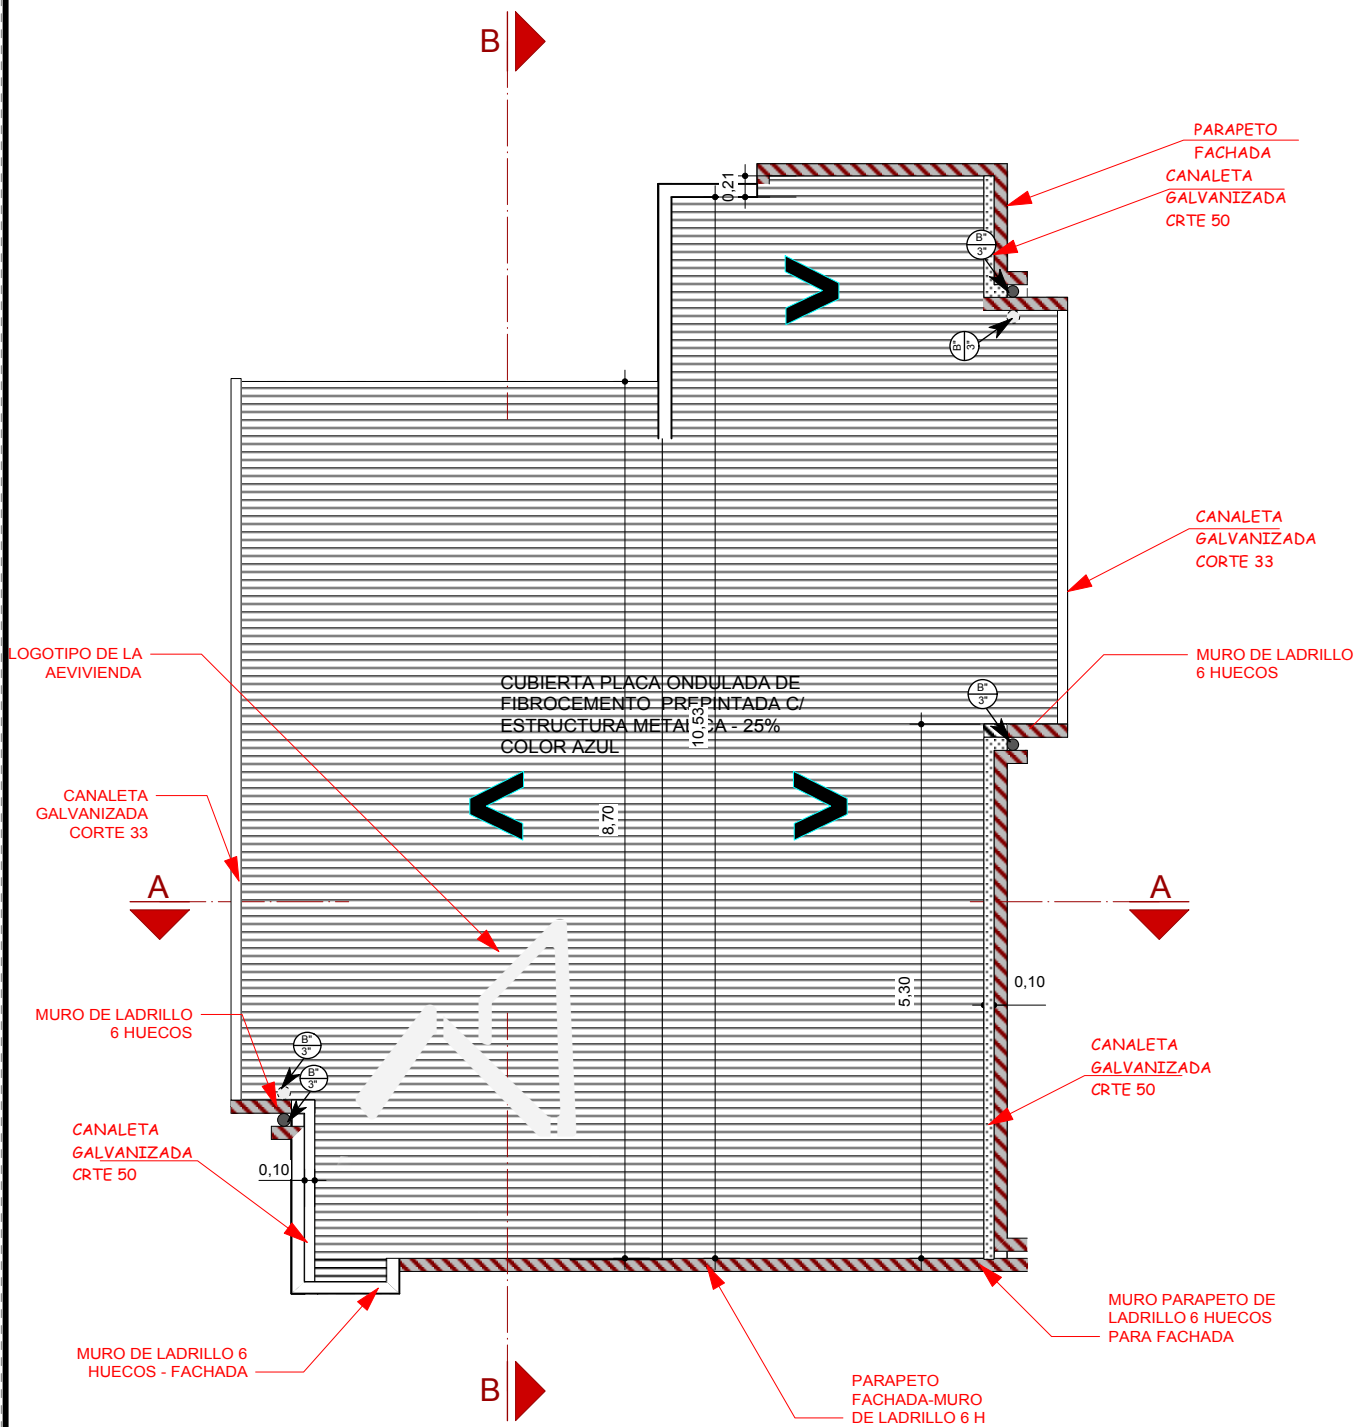 B
PARAPETO
FACHADA
CANALETA
GALVANIZADA
CRTE 50
0,21
B"
3"
B"
3"
CANALETA
GALVANIZADA
CORTE 33
LOGOTIPO DE LA
AEVIVIENDA
MURO DE LADRILLO
6 HUECOS
CUBIERTA PLACA ONDULADA DE
FIBROCEMENTO PREPINTADA C/
ESTRUCTURA METALICA - 25%
COLOR AZUL
10,53
B"
3"
CANALETA
GALVANIZADA
CORTE 33
8,70
A
A
5,30
0,10
MURO DE LADRILLO
6 HUECOS
B"
3"
B"
3"
CANALETA
GALVANIZADA
CRTE 50
CANALETA
GALVANIZADA
CRTE 50
0,10
MURO PARAPETO DE
LADRILLO 6 HUECOS
PARA FACHADA
MURO DE LADRILLO 6
HUECOS - FACHADA
B
PARAPETO
FACHADA-MURO
DE LADRILLO 6 H